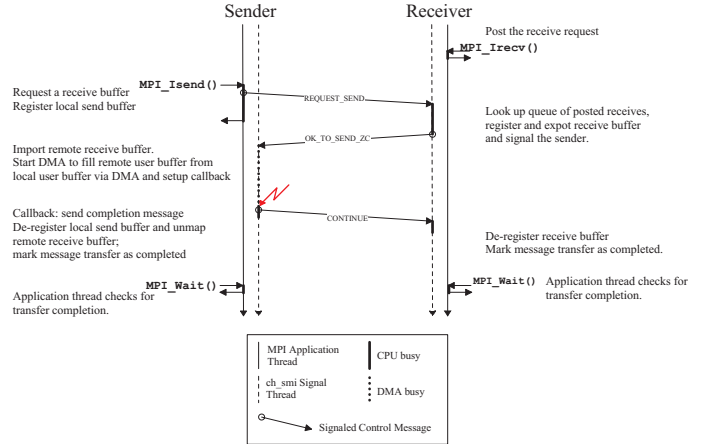 Sender
Receiver
Post the receive request
MPI_Irecv()
MPI_Isend()
Request a receive buffer
Register local send buffer
REQUEST_SEND
Look up queue of posted receives,
register and expot receive buffer
and signal the sender.
OK_TO_SEND_ZC
Import remote receive buffer.
Start DMA to fill remote user buffer from
local user buffer via DMA and setup callback
Callback: send completion message
De-register local send buffer and unmap
remote receive buffer;
mark message transfer as completed
CONTINUE
De-register receive buffer
Mark message transfer as completed.
MPI_Wait()
Application thread checks for
transfer completion.
MPI_Wait()
Application thread checks for
transfer completion.
MPI Application
Thread
CPU busy
ch_smi Signal
Thread
DMA busy
Signaled Control Message